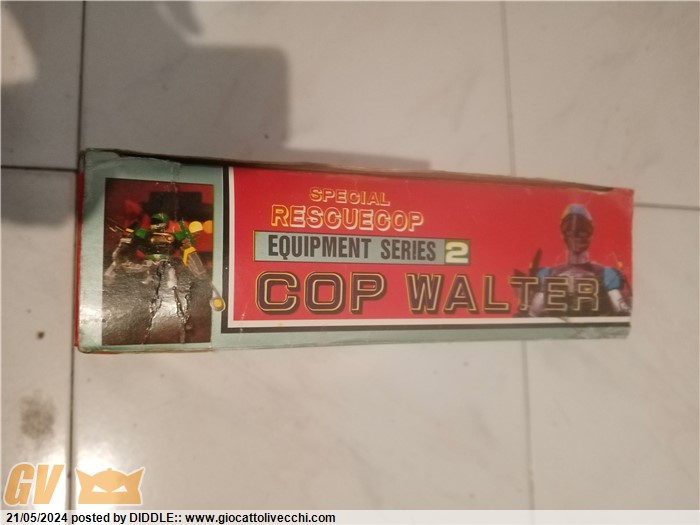 SPECIAL
RESCUECOP
EQUIPMENT SERIES 2
COP WALTER
GV
21/05/2024 posted by DIDDLE:: www.giocattolivecchi.com